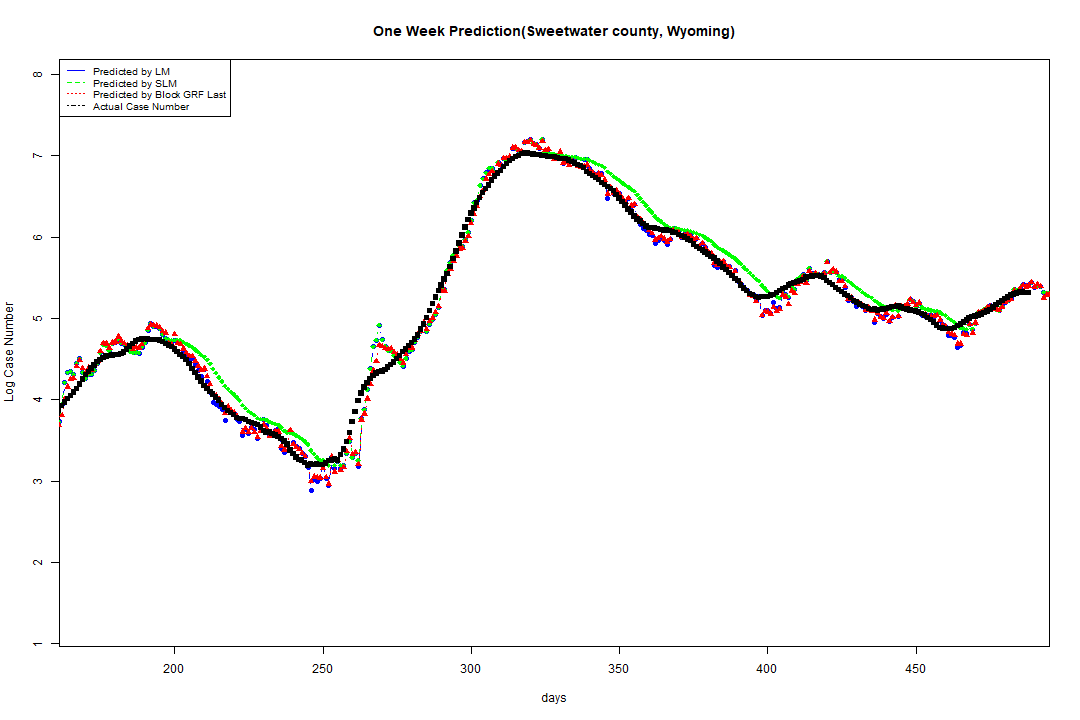 One Week Prediction(Sweetwater county, Wyoming)
Predicted by LM
Predicted by SLM
Predicted by Block GRF Last
Actual Case Number
8
7
6
5
4
3
2
1
Log Case Number
200 250 300 350 400 450
days